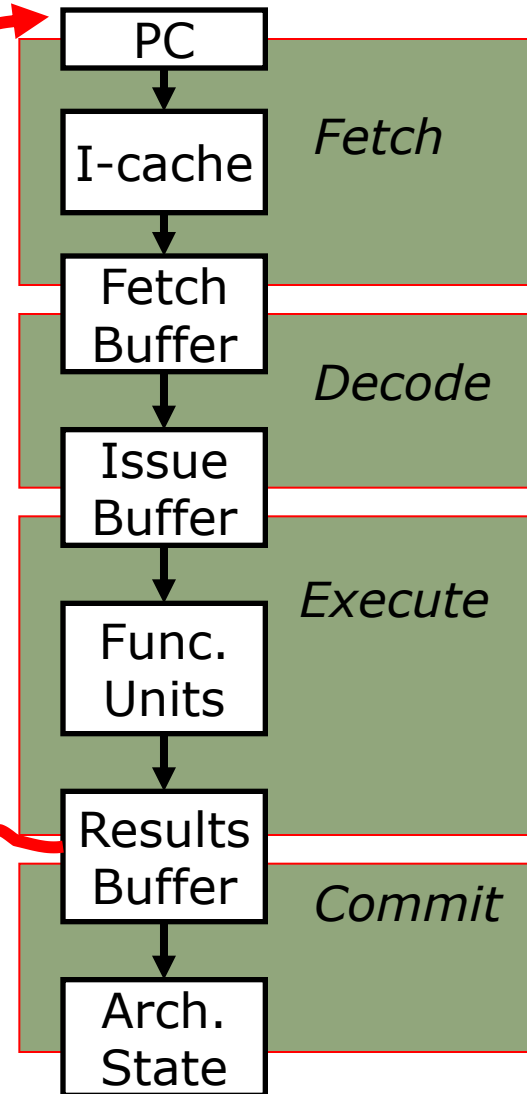 PC
Fetch
I-cache
Fetch
Buffer
Decode
Issue
Buffer
Execute
Func.
Units
Results
Buffer
Commit
Arch.
State